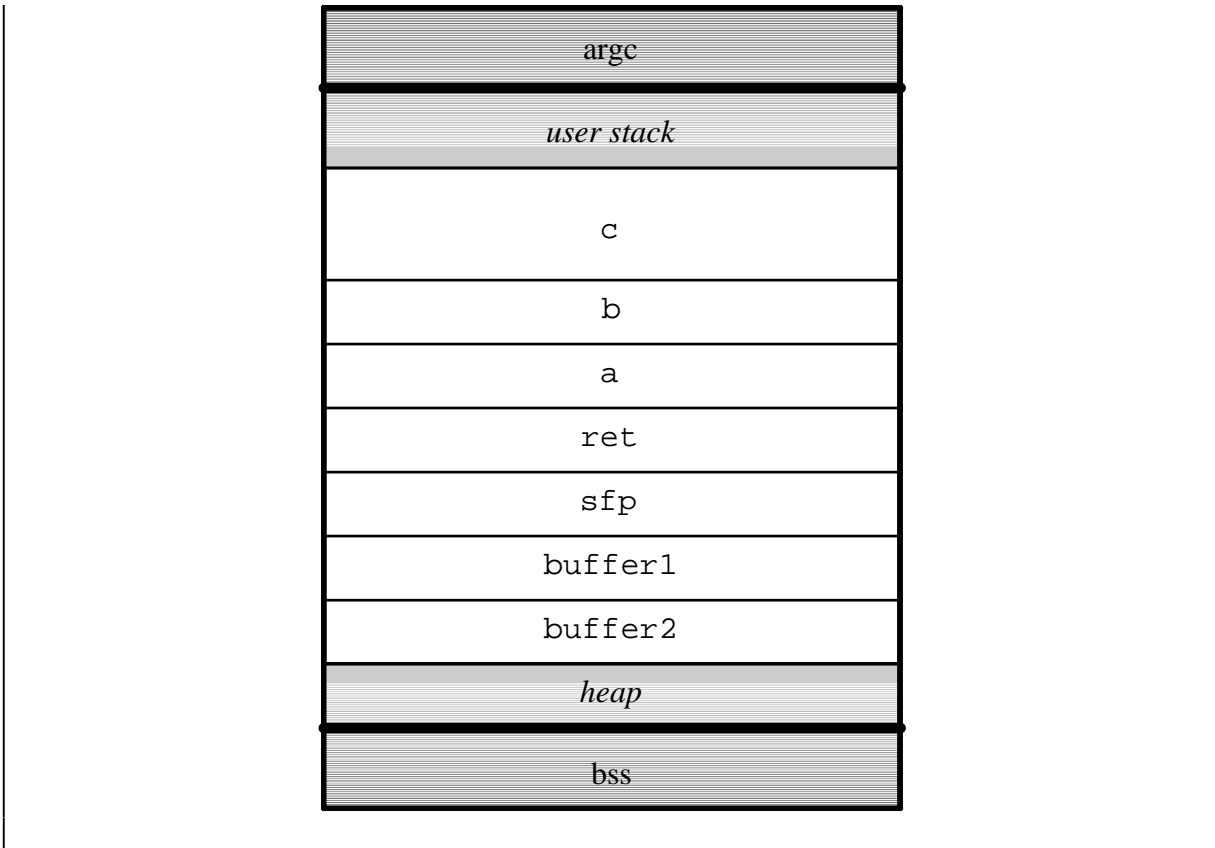 argc
user stack
c
b
a
ret
sfp
buffer1
buffer2
heap
bss